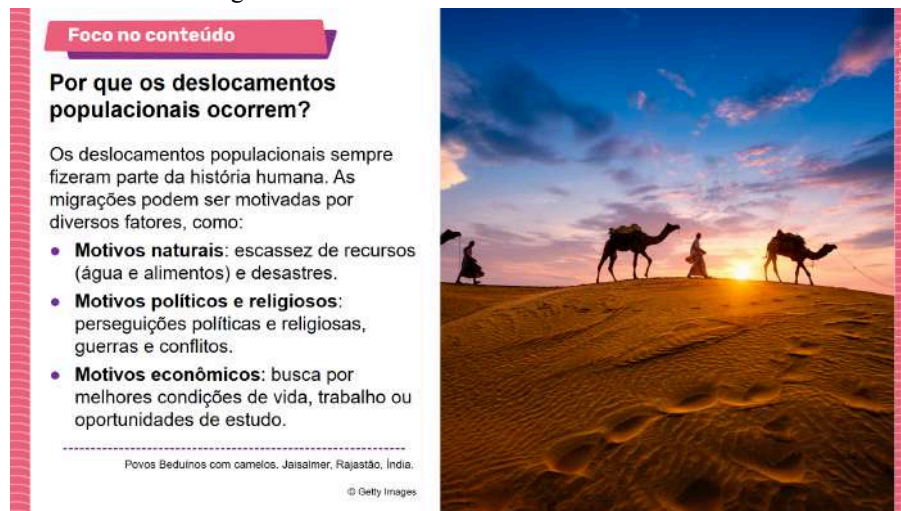 Foco no conteúdo
Por que os deslocamentos
populacionais ocorrem?
Os deslocamentos populacionais sempre
fizeram parte da história humana. As
migrações podem ser motivadas por
diversos fatores, como:
● Motivos naturais: escassez de recursos
(água e alimentos) e desastres.
● Motivos políticos e religiosos:
perseguições políticas e religiosas,
guerras e conflitos.
● Motivos econômicos: busca por
melhores condições de vida, trabalho ou
oportunidades de estudo.
Povos Beduínos com camelos. Jaisalmer, Rajastão, Índia.
© Getty Images